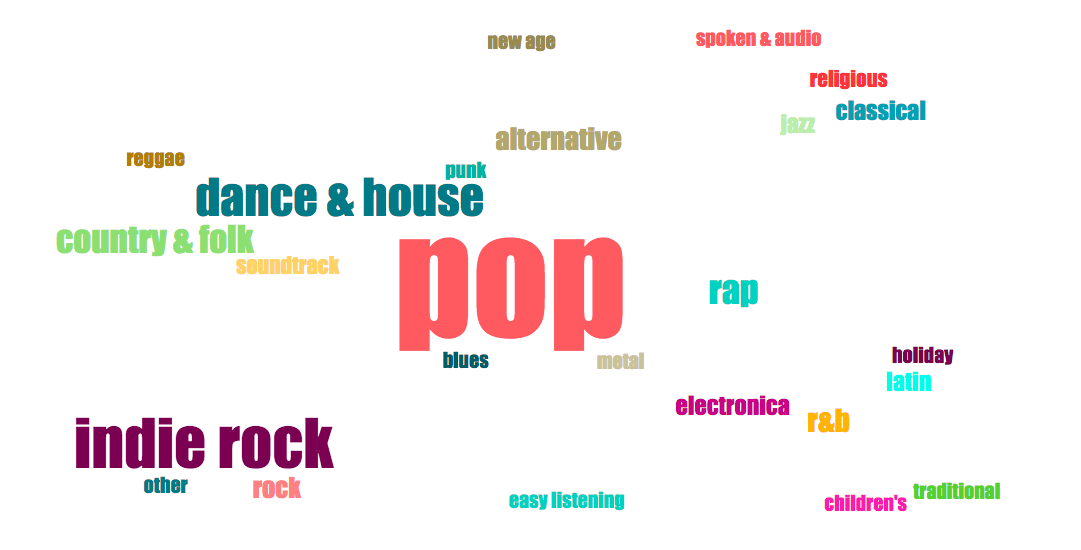 new age
spoken & audio
religious
classical
jazz
alternative
reggae
punk
dance & house
country & folk
soundtrack
pop
rap
blues
metal
holiday
latin
electronica
r&b
indie rock
other
rock
easy listening
children's
traditional